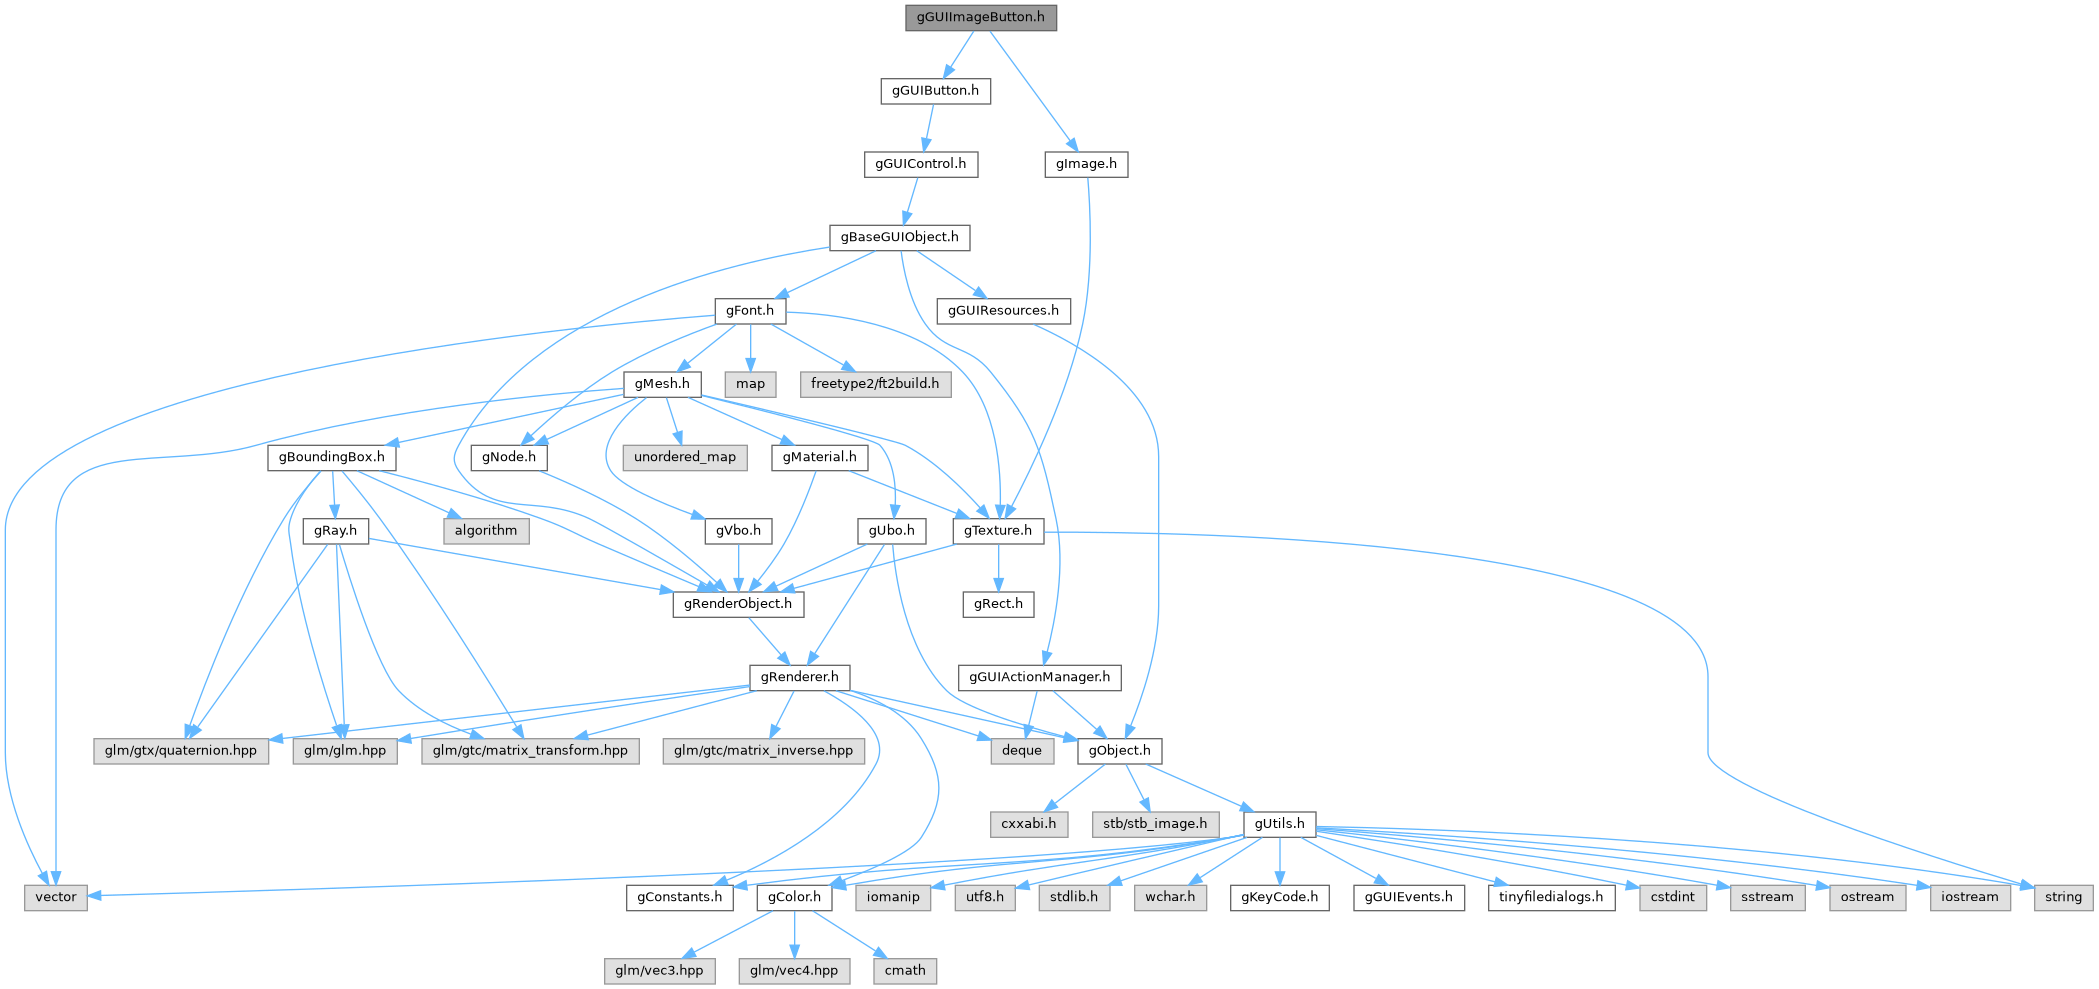 gGUIImageButton.h
gGUIButton.h
gGUIControl.h
gImage.h
gBaseGUIObject.h
gFont.h
gGUIResources.h
gMesh.h
map
freetype2/ft2build.h
gBoundingBox.h
gNode.h
unordered_map
gMaterial.h
gRay.h
algorithm
gVbo.h
gUbo.h
gTexture.h
gRenderObject.h
gRect.h
gRenderer.h
gGUIActionManager.h
glm/gtx/quaternion.hpp
glm/glm.hpp
glm/gtc/matrix_transform.hpp
glm/gtc/matrix_inverse.hpp
deque
gObject.h
cxxabi.h
stb/stb_image.h
gUtils.h
vector
gConstants.h
gColor.h
iomanip
utf8.h
stdlib.h
wchar.h
gKeyCode.h
gGUIEvents.h
tinyfiledialogs.h
cstdint
sstream
ostream
iostream
string
glm/vec3.hpp
glm/vec4.hpp
cmath